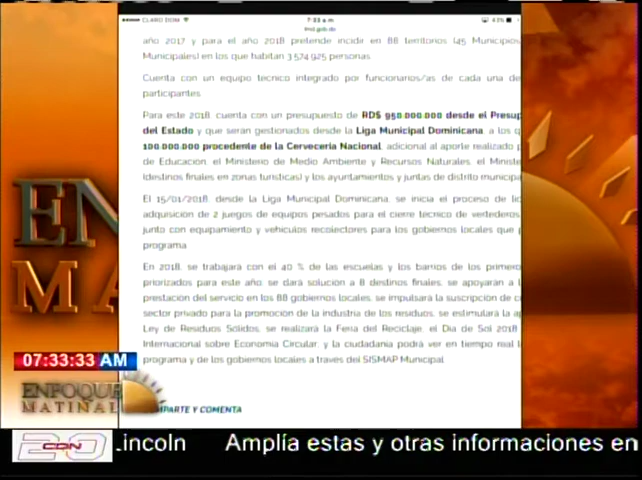 CLARO DOM 7:33 a.m. 43%
lmd.gob.do
año 2017 y para el año 2018 pretende incidir en 88 territorios (45 Municipios
Municipales) en los que habitan 3 574 925 personas
Cuenta con un equipo técnico integrado por funcionarios/as de cada una de
participantes
Para este 2018, cuenta con un presupuesto de RD$ 950.000.000 desde el Presup
del Estado y que serán gestionados desde la Liga Municipal Dominicana, a los q
100.000.000 procedente de la Cervecería Nacional, adicional al aporte realizado p
de Educación, el Ministerio de Medio Ambiente y Recursos Naturales, el Ministe
(destinos finales en zonas turísticas) y los ayuntamientos y juntas de distrito municipa
El 15/01/2018, desde la Liga Municipal Dominicana, se inicia el proceso de lic
adquisición de 2 juegos de equipos pesados para el cierre técnico de vertederos
junto con equipamiento y vehículos recolectores para los gobiernos locales que p
programa
En 2018, se trabajará con el 40 % de las escuelas y los barrios de los primero
priorizados para este año, se dará solución a 8 destinos finales, se apoyarán a l
prestación del servicio en los 88 gobiernos locales, se impulsará la suscripción de c
sector privado para la promoción de la industria de los residuos, se estimulará la a
Ley de Residuos Sólidos, se realizará la Feria del Reciclaje, el Día de Sol 2018
Internacional sobre Economía Circular, y la ciudadanía podrá ver en tiempo real l
programa y de los gobiernos locales a través del SISMAP Municipal
MPARTE Y COMENTA
EN
MA
07:33:33 AM
ENFOQUE
MATINAL
CDN 20
Lincoln Amplía estas y otras informaciones en